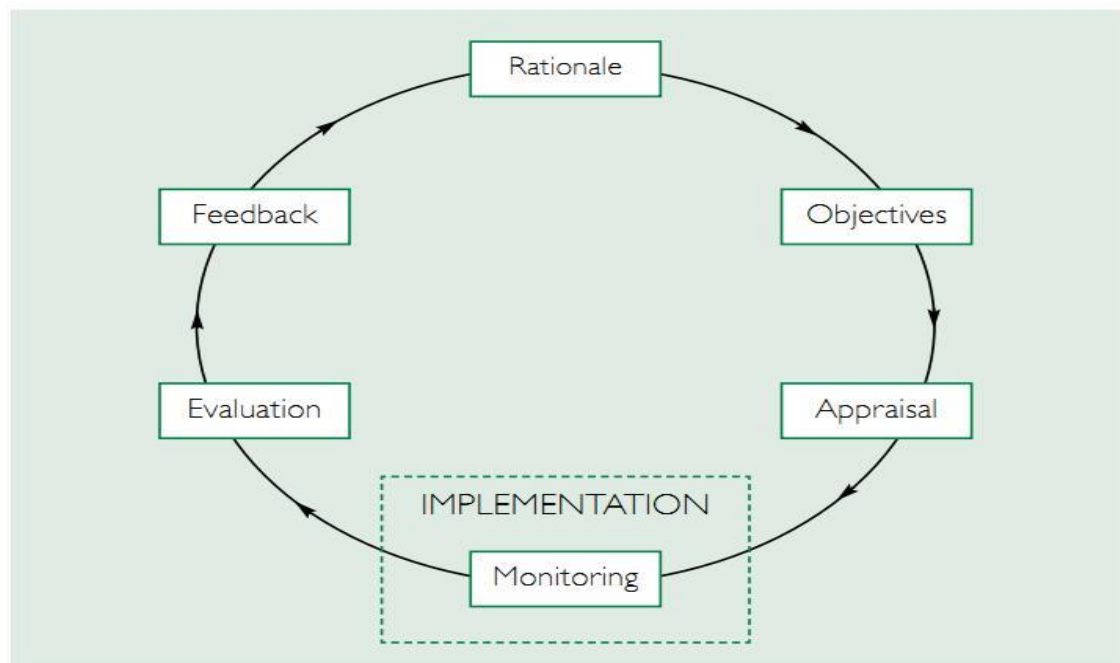 Rationale
Feedback
Objectives
Evaluation
Appraisal
IMPLEMENTATION
Monitoring